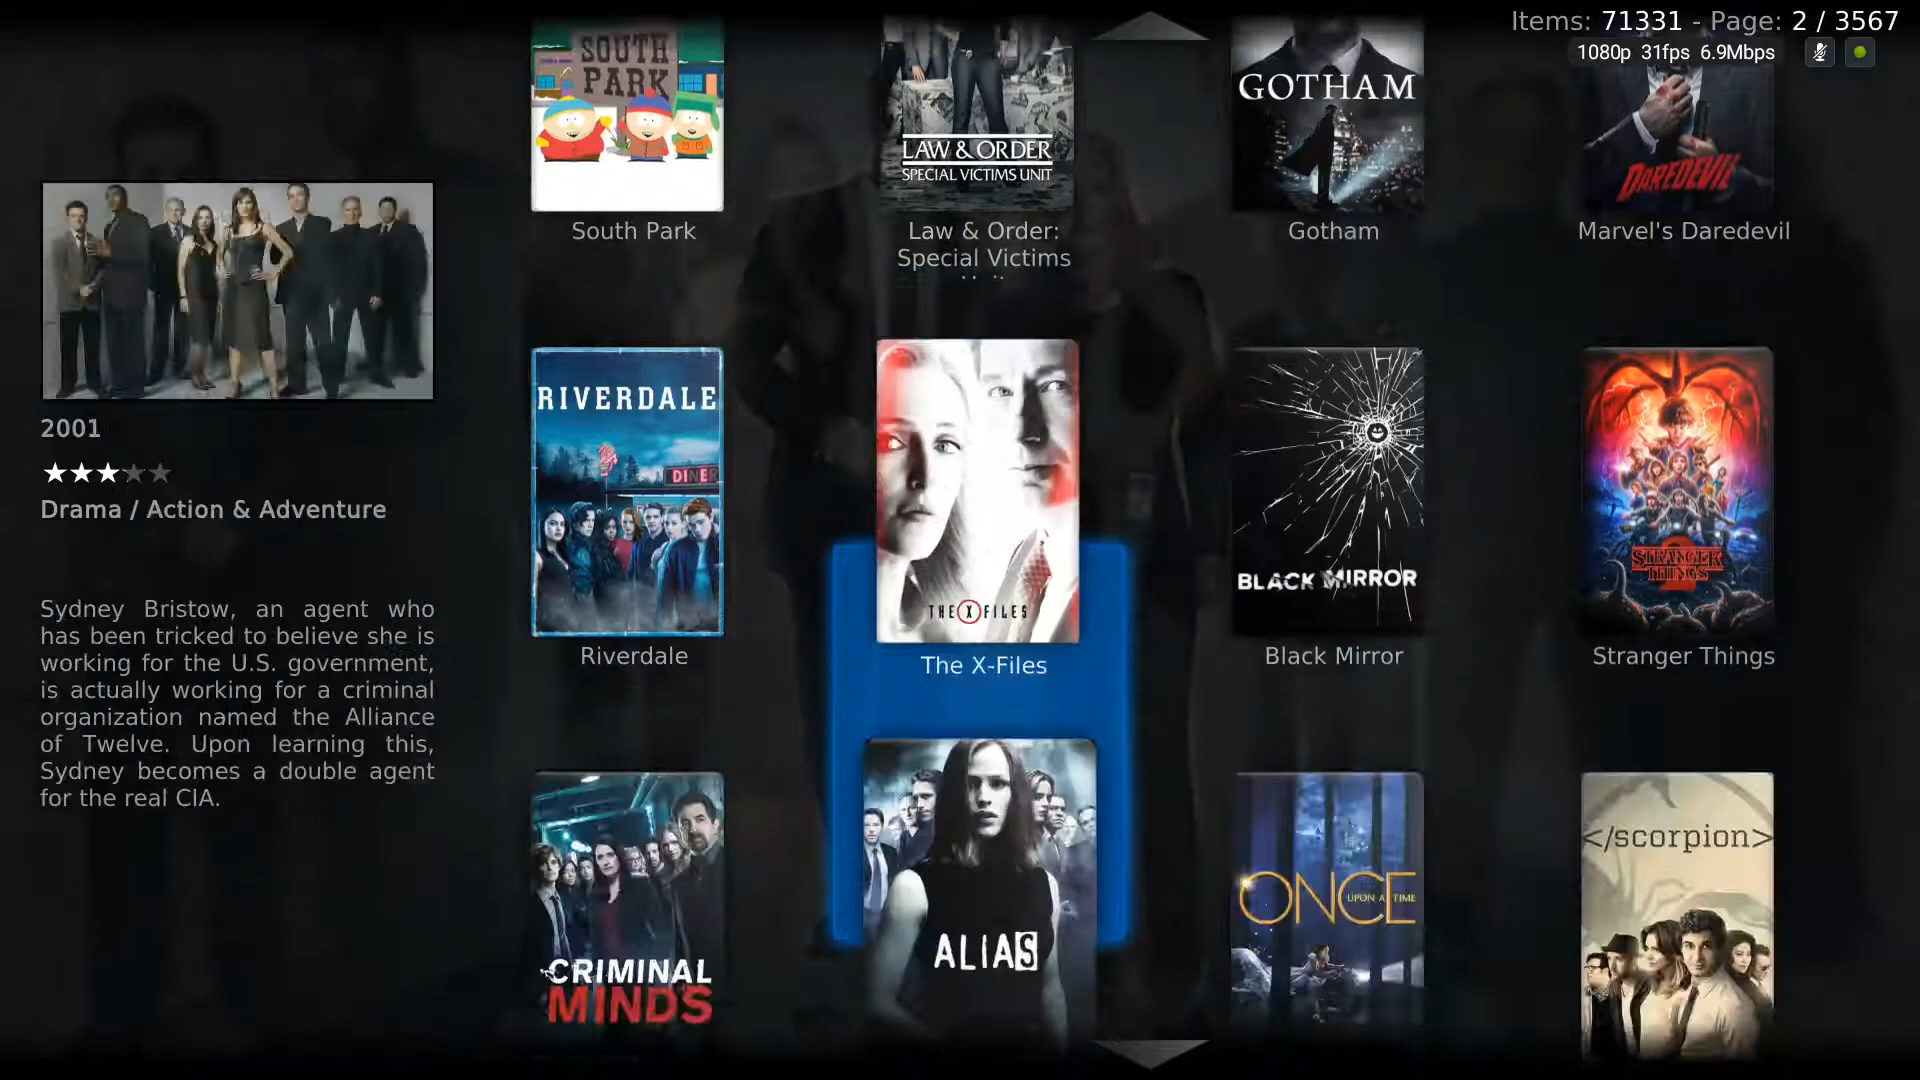 Items: 71331 - Page: 2 / 3567
1080p 31fps 6.9Mbps
SOUTH
PARK
South Park
LAW & ORDER
SPECIAL VICTIMS UNIT
Law & Order:
Special Victims
GOTHAM
Gotham
DAREDEVIL
Marvel's Daredevil
2001
Drama / Action & Adventure
Sydney Bristow, an agent who
has been tricked to believe she is
working for the U.S. government,
is actually working for a criminal
organization named the Alliance
of Twelve. Upon learning this,
Sydney becomes a double agent
for the real CIA.
RIVERDALE
DINER
Riverdale
THE X FILES
The X-Files
BLACK MIRROR
Black Mirror
STRANGER
THINGS
2
Stranger Things
CRIMINAL
MINDS
ALIAS
ONCE
UPON A TIME
</scorpion>